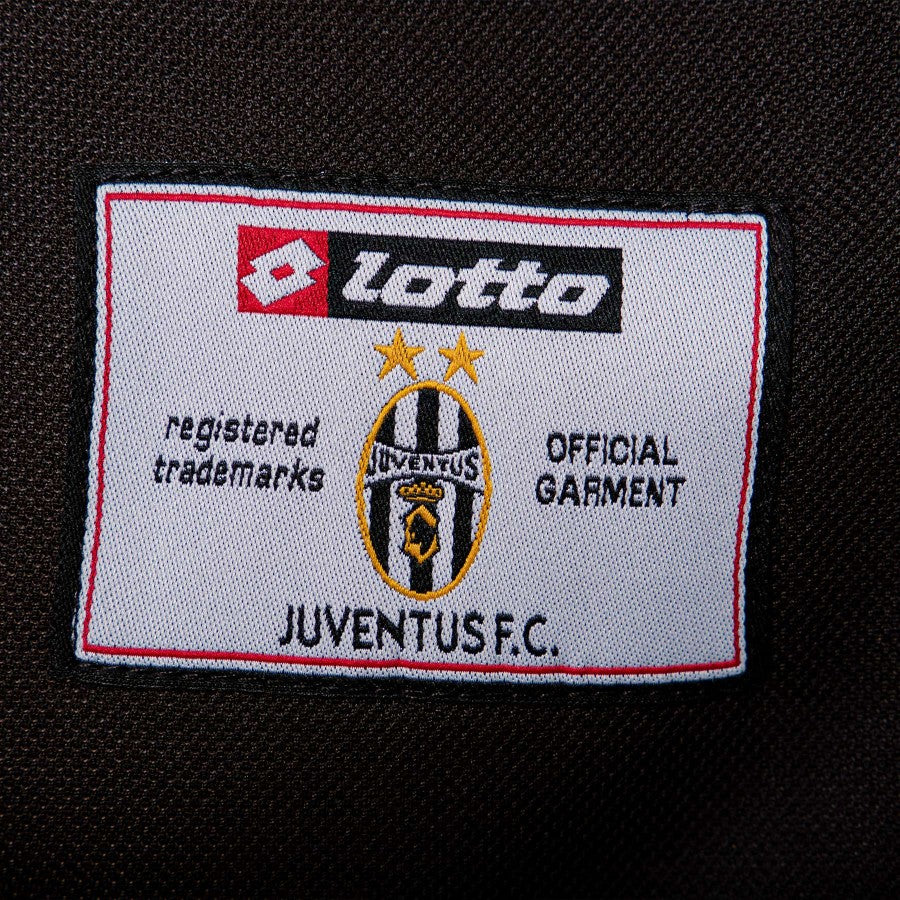 lotto
registered
trademarks
JUVENTUS
OFFICIAL
GARMENT
JUVENTUS F.C.